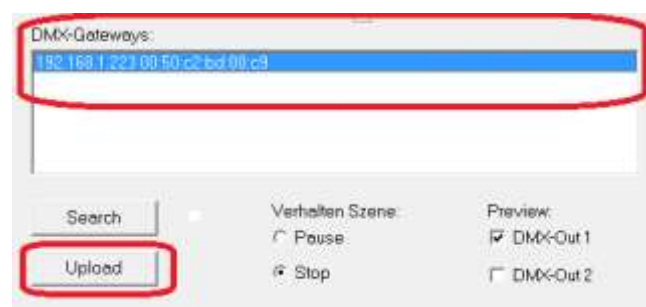 DMX-Gateways:
192.168.1.223 00:50:c2:bd:00:c9
Search
Verhalten Szene:
Preview:
Pause
DMX-Out 1
Upload
Stop
DMX-Out 2